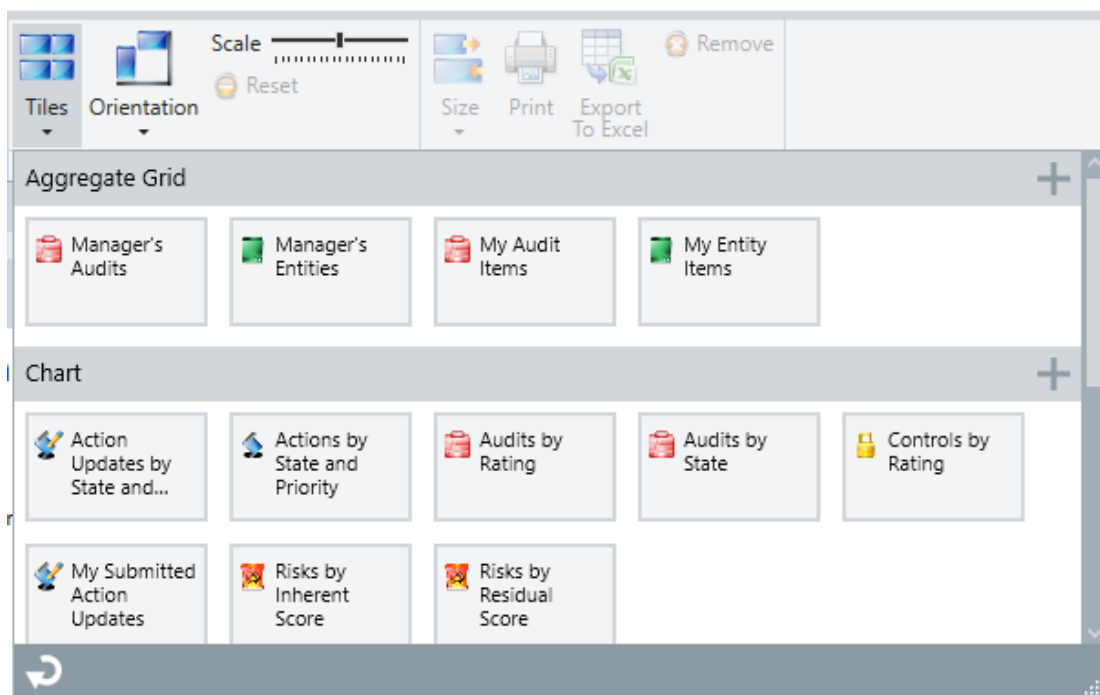 Scale
Reset
Tiles
Orientation
Size
Print
Export
To Excel
Remove
Aggregate Grid
Manager's
Audits
Manager's
Entities
My Audit
Items
My Entity
Items
Chart
Action
Updates by
State and...
Actions by
State and
Priority
Audits by
Rating
Audits by
State
Controls by
Rating
My Submitted
Action
Updates
Risks by
Inherent
Score
Risks by
Residual
Score